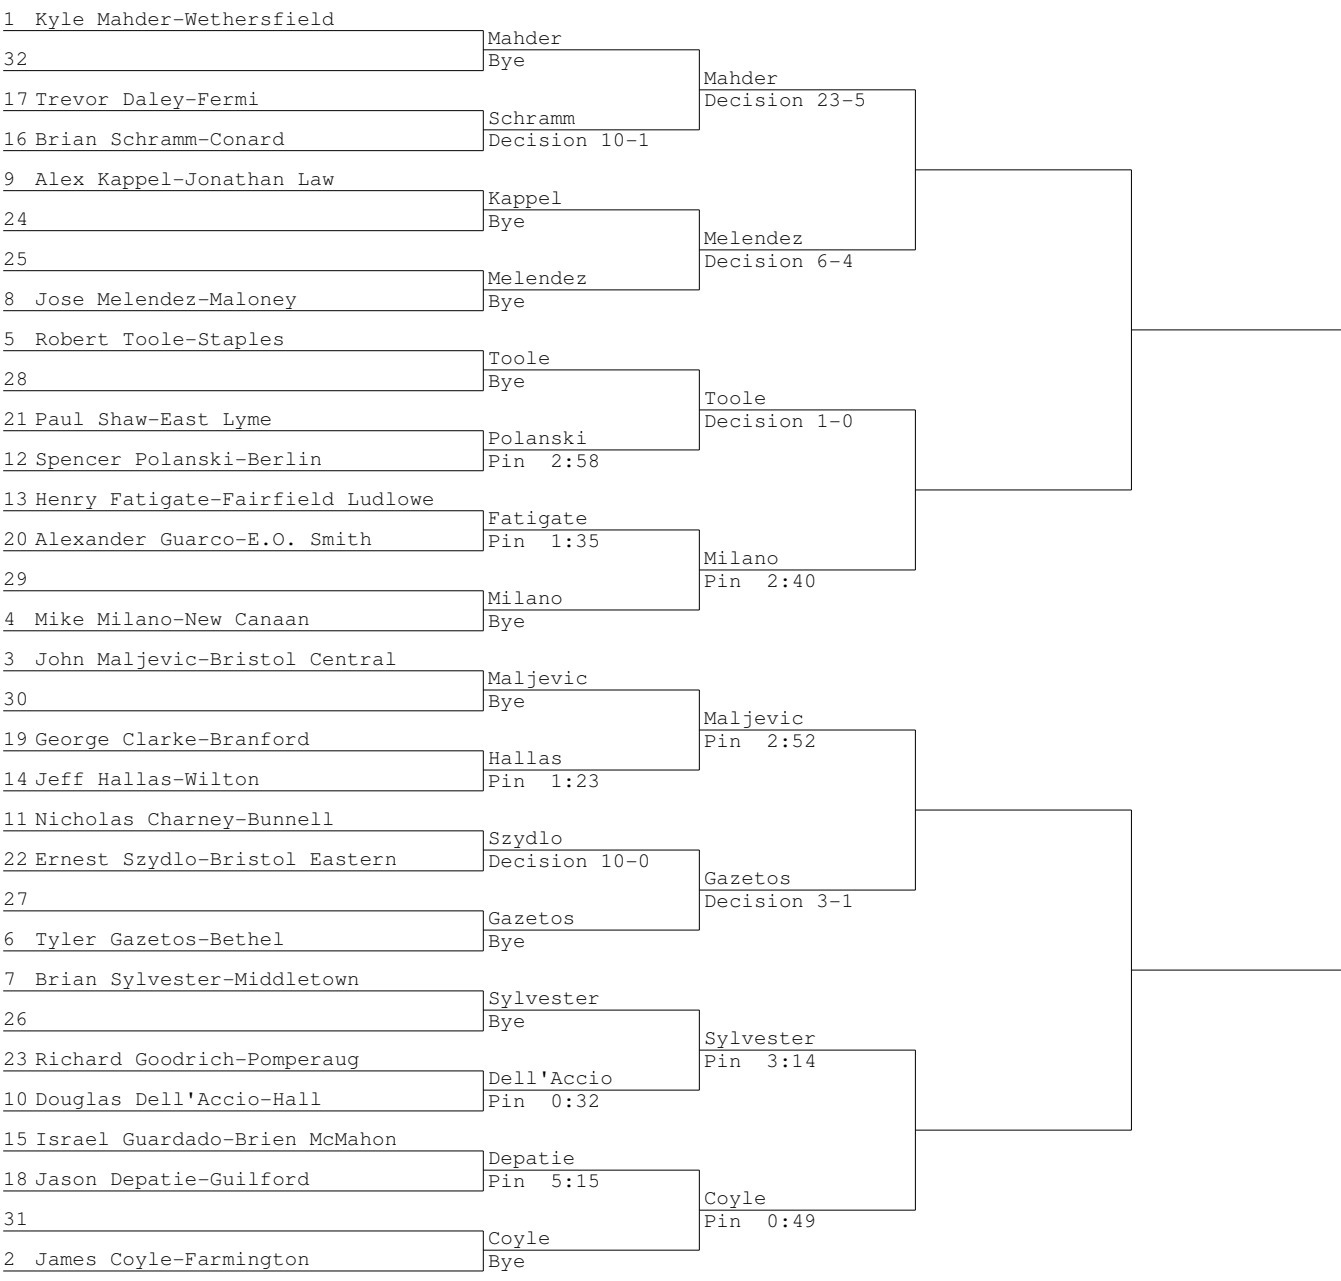 1 Kyle Mahder-Wethersfield
32
17 Trevor Daley-Fermi
16 Brian Schramm-Conard
9 Alex Kappel-Jonathan Law
24
25
8 Jose Melendez-Maloney
5 Robert Toole-Staples
28
21 Paul Shaw-East Lyme
12 Spencer Polanski-Berlin
13 Henry Fatigate-Fairfield Ludlowe
20 Alexander Guarco-E.O. Smith
29
4 Mike Milano-New Canaan
3 John Maljevic-Bristol Central
30
19 George Clarke-Branford
14 Jeff Hallas-Wilton
11 Nicholas Charney-Bunnell
22 Ernest Szydlo-Bristol Eastern
27
6 Tyler Gazetos-Bethel
7 Brian Sylvester-Middletown
26
23 Richard Goodrich-Pomperaug
10 Douglas Dell'Accio-Hall
15 Israel Guardado-Brien McMahon
18 Jason Depatie-Guilford
31
2 James Coyle-Farmington
Mahder
Bye
Schramm
Decision 10-1
Kappel
Bye
Melendez
Bye
Toole
Bye
Polanski
Pin 2:58
Fatigate
Pin 1:35
Milano
Bye
Maljevic
Bye
Hallas
Pin 1:23
Szydlo
Decision 10-0
Gazetos
Bye
Sylvester
Bye
Dell'Accio
Pin 0:32
Depatie
Pin 5:15
Coyle
Bye
Mahder
Decision 23-5
Melendez
Decision 6-4
Toole
Decision 1-0
Milano
Pin 2:40
Maljevic
Pin 2:52
Gazetos
Decision 3-1
Sylvester
Pin 3:14
Coyle
Pin 0:49